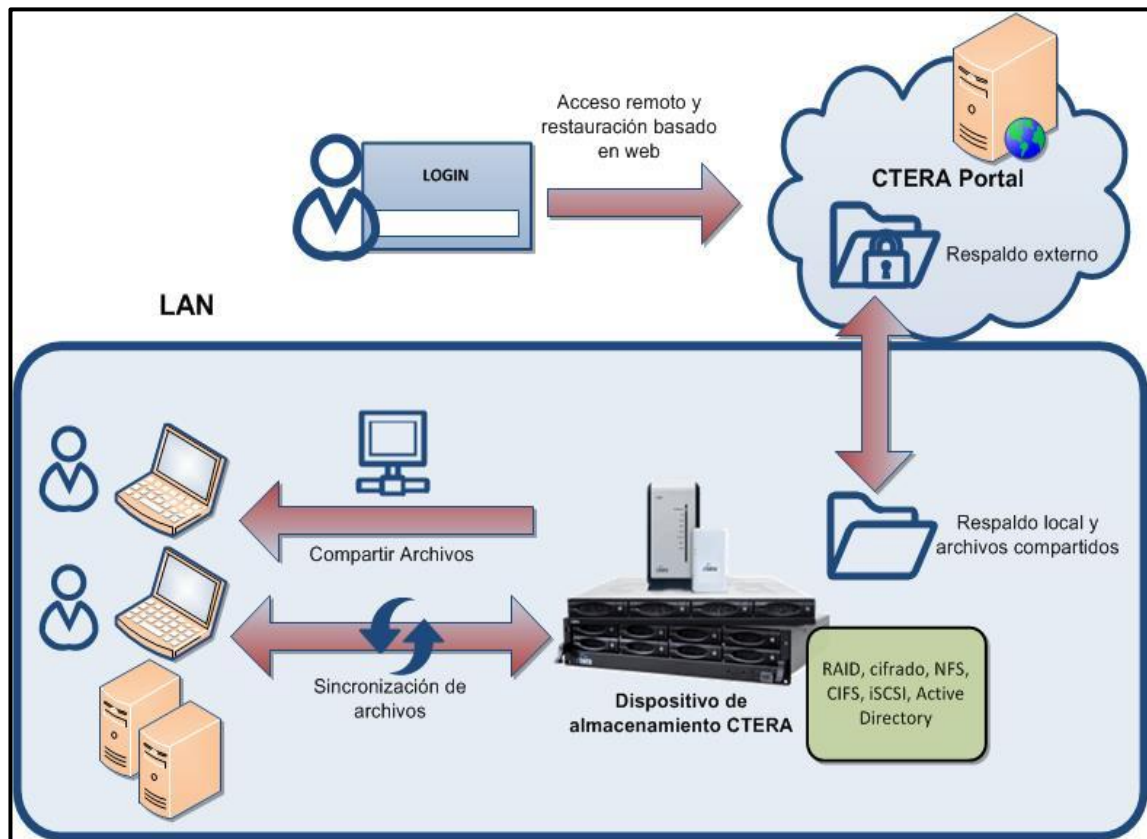 Acceso remoto y
restauración basado
en web
LOGIN
CTERA Portal
Respaldo externo
LAN
Compartir Archivos
Respaldo local y
archivos compartidos
Sincronización de
archivos
Dispositivo de
almacenamiento CTERA
RAID, cifrado, NFS,
CIFS, iSCSI, Active
Directory